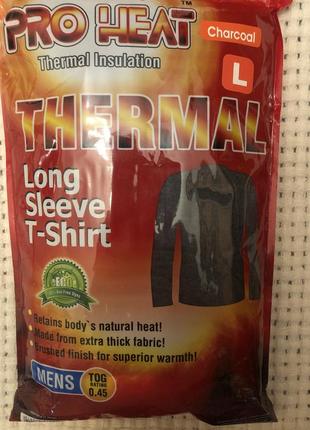 PRO HEAT™
Thermal Insulation
Charcoal
L
THERMAL
Long
Sleeve
T-Shirt
Retains body`s natural heat!
Made from extra thick fabric!
Brushed finish for superior warmth!
MENS
TOG
RATING
0.45